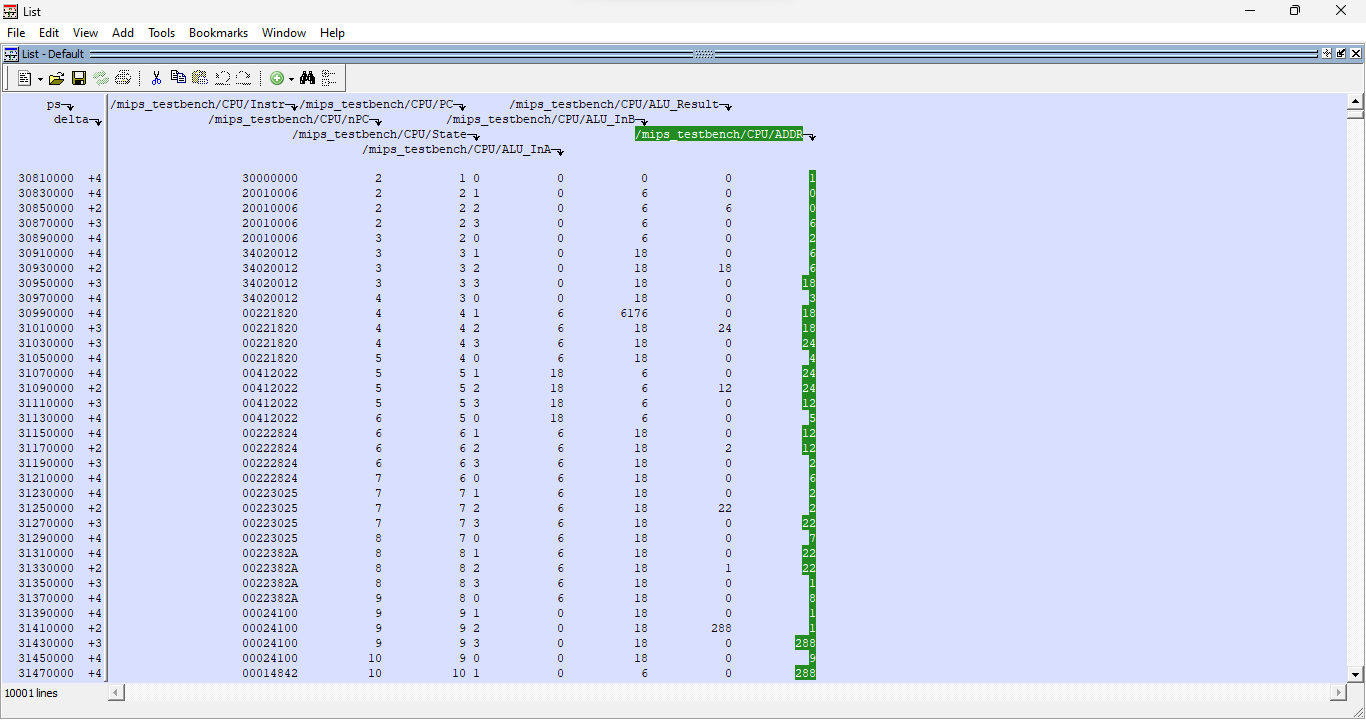 List
File Edit View Add Tools Bookmarks Window Help
List - Default
ps /mips_testbench/CPU/Instr /mips_testbench/CPU/PC /mips_testbench/CPU/ALU_Result
delta /mips_testbench/CPU/nPC /mips_testbench/CPU/ALU_InB
/mips_testbench/CPU/State /mips_testbench/CPU/ADDR
/mips_testbench/CPU/ALU_InA
30810000 +4 30000000 2 1 0 0 0 0 1
30830000 +4 20010006 2 2 1 0 6 0 0
30850000 +2 20010006 2 2 2 0 6 6 0
30870000 +3 20010006 2 2 3 0 6 0 6
30890000 +4 20010006 3 2 0 0 6 0 2
30910000 +4 34020012 3 3 1 0 18 0 6
30930000 +2 34020012 3 3 2 0 18 18 6
30950000 +3 34020012 3 3 3 0 18 0 18
30970000 +4 34020012 4 3 0 0 18 0 3
30990000 +4 00221820 4 4 1 6 6176 0 18
31010000 +3 00221820 4 4 2 6 18 24 18
31030000 +3 00221820 4 4 3 6 18 0 24
31050000 +4 00221820 5 4 0 6 18 0 4
31070000 +4 00412022 5 5 1 18 6 0 24
31090000 +2 00412022 5 5 2 18 6 12 24
31110000 +3 00412022 5 5 3 18 6 0 12
31130000 +4 00412022 6 5 0 18 6 0 5
31150000 +4 00222824 6 6 1 6 18 0 12
31170000 +2 00222824 6 6 2 6 18 2 12
31190000 +3 00222824 6 6 3 6 18 0 2
31210000 +4 00222824 7 6 0 6 18 0 6
31230000 +4 00223025 7 7 1 6 18 0 2
31250000 +2 00223025 7 7 2 6 18 22 2
31270000 +3 00223025 7 7 3 6 18 0 22
31290000 +4 00223025 8 7 0 6 18 0 7
31310000 +4 0022382A 8 8 1 6 18 0 22
31330000 +2 0022382A 8 8 2 6 18 1 22
31350000 +3 0022382A 8 8 3 6 18 0 1
31370000 +4 0022382A 9 8 0 6 18 0 8
31390000 +4 00024100 9 9 1 0 18 0 1
31410000 +2 00024100 9 9 2 0 18 288 1
31430000 +3 00024100 9 9 3 0 18 0 288
31450000 +4 00024100 10 9 0 0 18 0 9
31470000 +4 00014842 10 10 1 0 6 0 288
10001 lines